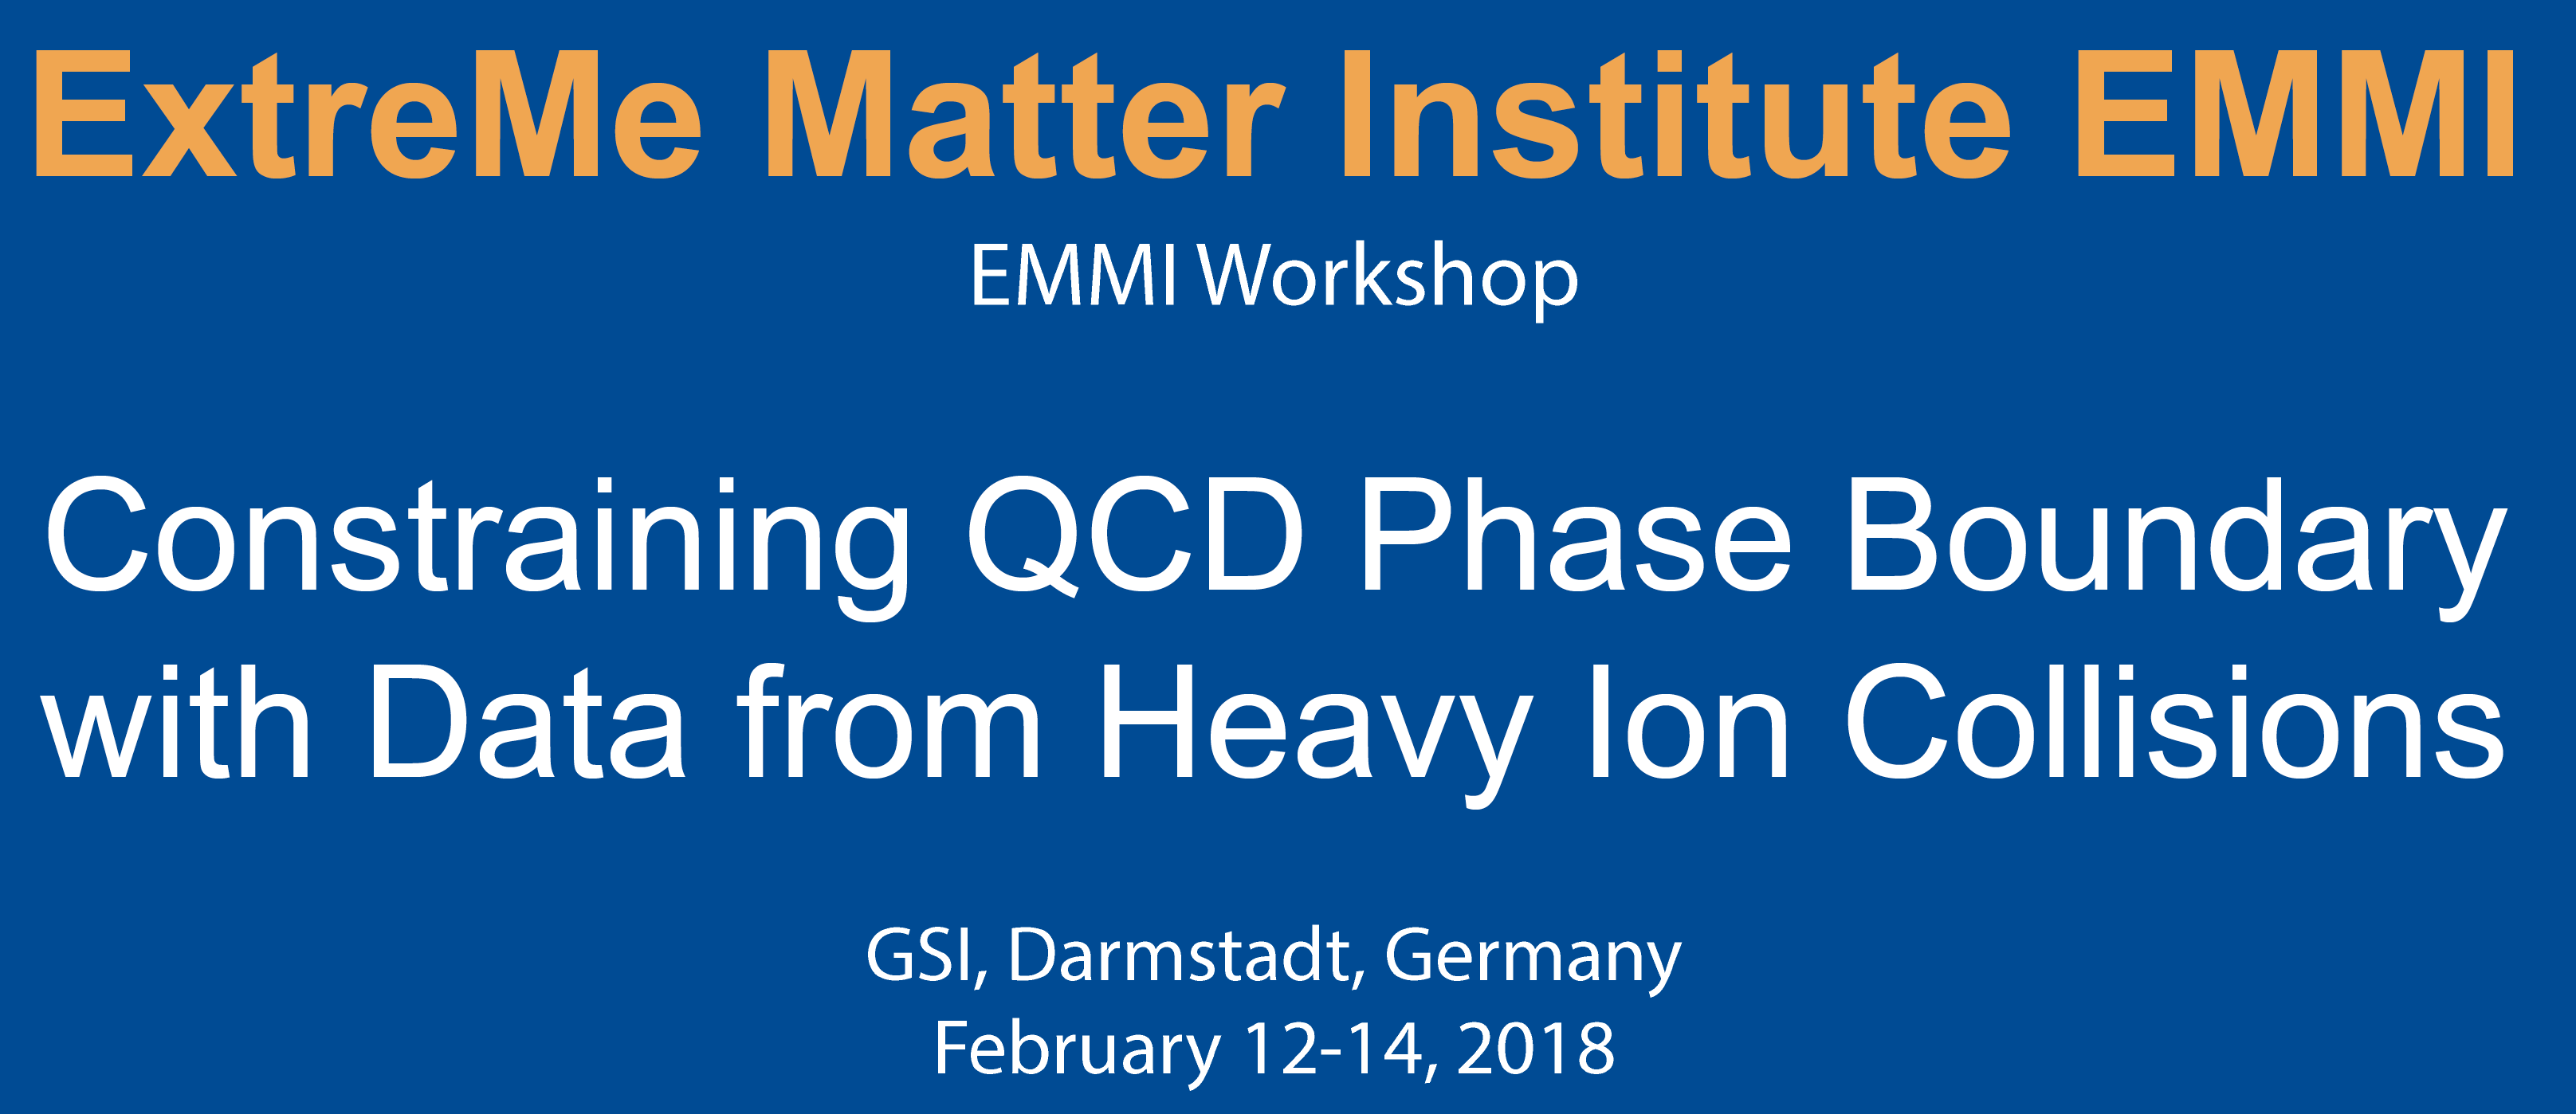 ExtreMe Matter Institute EMMI
EMMI Workshop
Constraining QCD Phase Boundary
with Data from Heavy Ion Collisions
GSI, Darmstadt, Germany
February 12-14, 2018